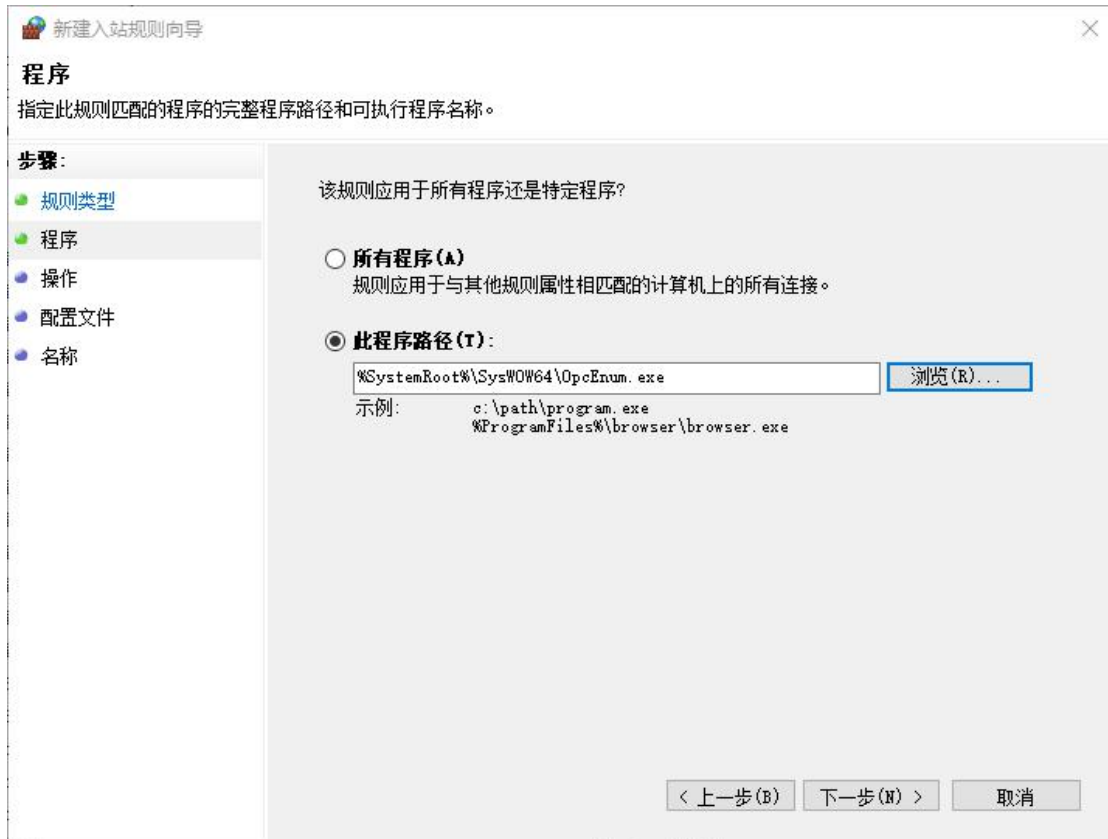 新建入站规则向导
程序
指定此规则匹配的程序的完整程序路径和可执行程序名称。
步骤:
规则类型
程序
操作
配置文件
名称
该规则应用于所有程序还是特定程序?
所有程序(A)
规则应用于与其他规则属性相匹配的计算机上的所有连接。
此程序路径(T):
%SystemRoot%\SysWOW64\OpcEnum.exe
浏览(R)...
示例: c:\path\program.exe
%ProgramFiles%\browser\browser.exe
< 上一步(B) 下一步(N) > 取消